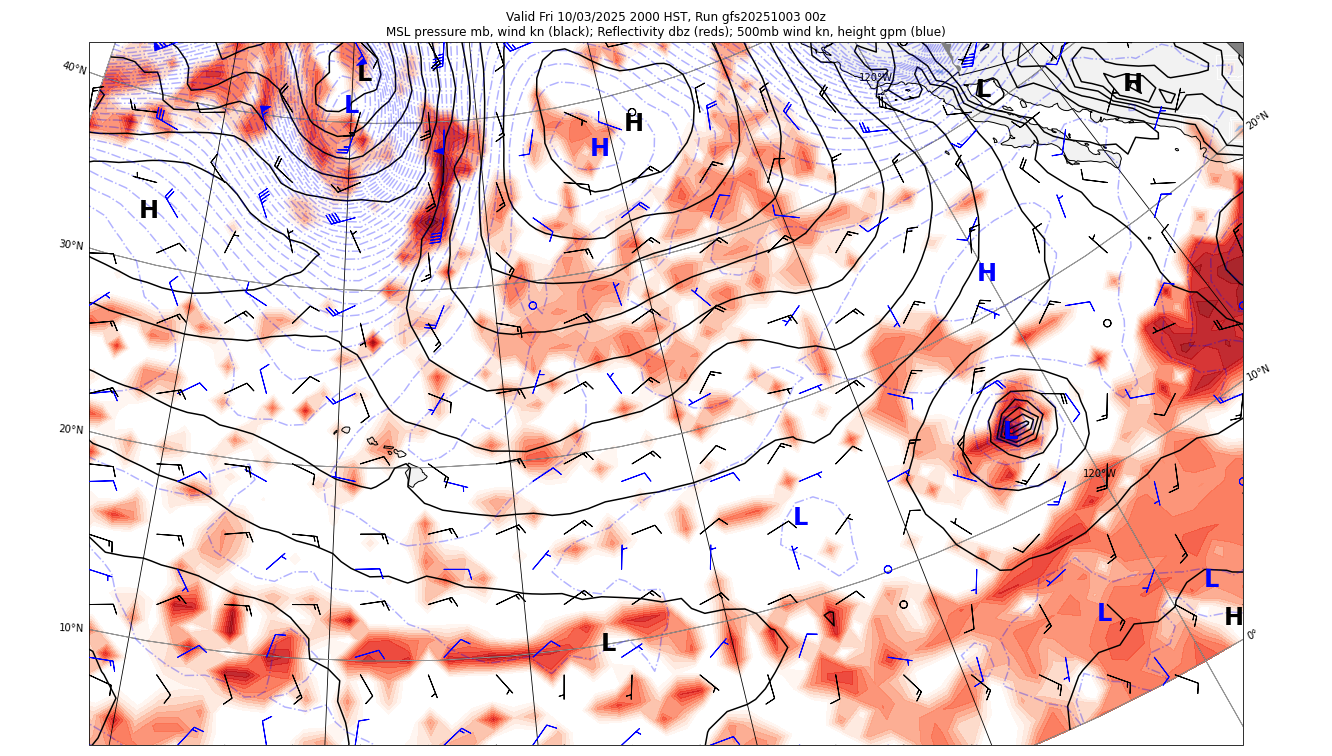 Valid Fri 10/03/2025 2000 HST, Run gfs20251003 00z
MSL pressure mb, wind kn (black); Reflectivity dbz (reds); 500mb wind kn, height gpm (blue)
40°N
L
L
120°W
L
H
20°N
H
H
H
30°N
H
10°N
20°N
L
120°W
L
L
L
10°N
L
H
0°